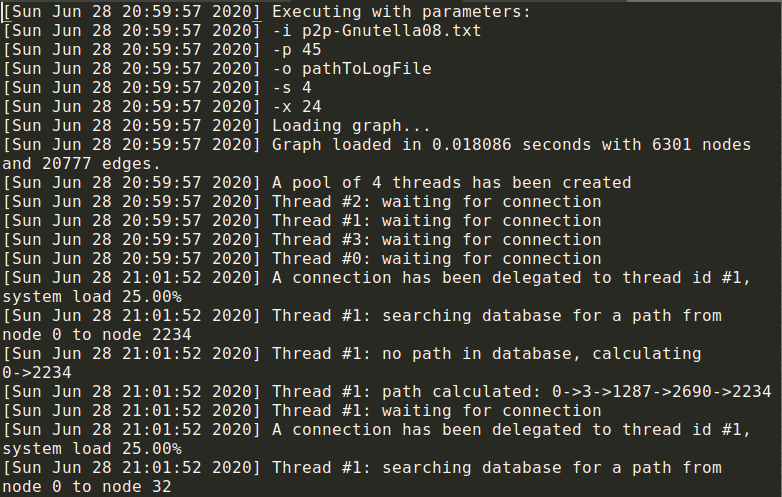 [Sun Jun 28 20:59:57 2020] Executing with parameters:
[Sun Jun 28 20:59:57 2020] -i p2p-Gnutella08.txt
[Sun Jun 28 20:59:57 2020] -p 45
[Sun Jun 28 20:59:57 2020] -o pathToLogFile
[Sun Jun 28 20:59:57 2020] -s 4
[Sun Jun 28 20:59:57 2020] -x 24
[Sun Jun 28 20:59:57 2020] Loading graph...
[Sun Jun 28 20:59:57 2020] Graph loaded in 0.018086 seconds with 6301 nodes
and 20777 edges.
[Sun Jun 28 20:59:57 2020] A pool of 4 threads has been created
[Sun Jun 28 20:59:57 2020] Thread #2: waiting for connection
[Sun Jun 28 20:59:57 2020] Thread #1: waiting for connection
[Sun Jun 28 20:59:57 2020] Thread #3: waiting for connection
[Sun Jun 28 20:59:57 2020] Thread #0: waiting for connection
[Sun Jun 28 21:01:52 2020] A connection has been delegated to thread id #1,
system load 25.00%
[Sun Jun 28 21:01:52 2020] Thread #1: searching database for a path from
node 0 to node 2234
[Sun Jun 28 21:01:52 2020] Thread #1: no path in database, calculating
0->2234
[Sun Jun 28 21:01:52 2020] Thread #1: path calculated: 0->3->1287->2690->2234
[Sun Jun 28 21:01:52 2020] Thread #1: waiting for connection
[Sun Jun 28 21:01:52 2020] A connection has been delegated to thread id #1,
system load 25.00%
[Sun Jun 28 21:01:52 2020] Thread #1: searching database for a path from
node 0 to node 32